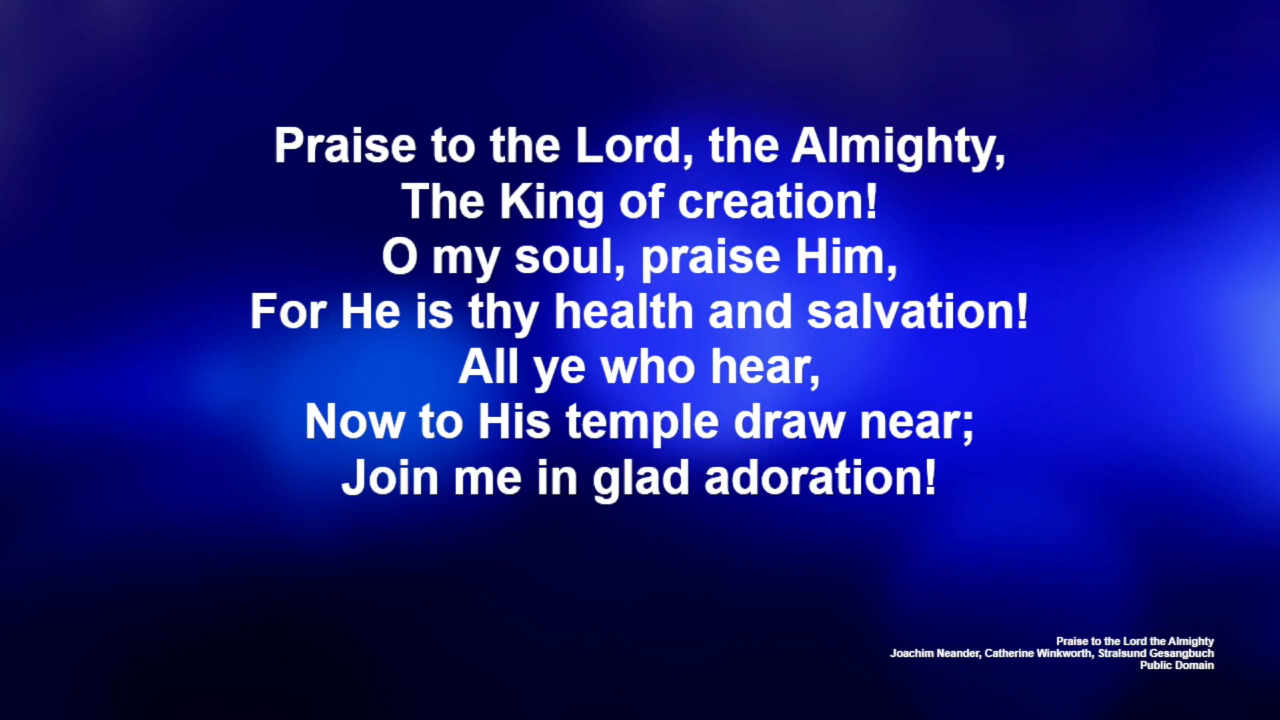 Praise to the Lord, the Almighty,
The King of creation!
O my soul, praise Him,
For He is thy health and salvation!
All ye who hear,
Now to His temple draw near;
Join me in glad adoration!
Praise to the Lord the Almighty
Joachim Neander, Catherine Winkworth, Stralsund Gesangbuch
Public Domain